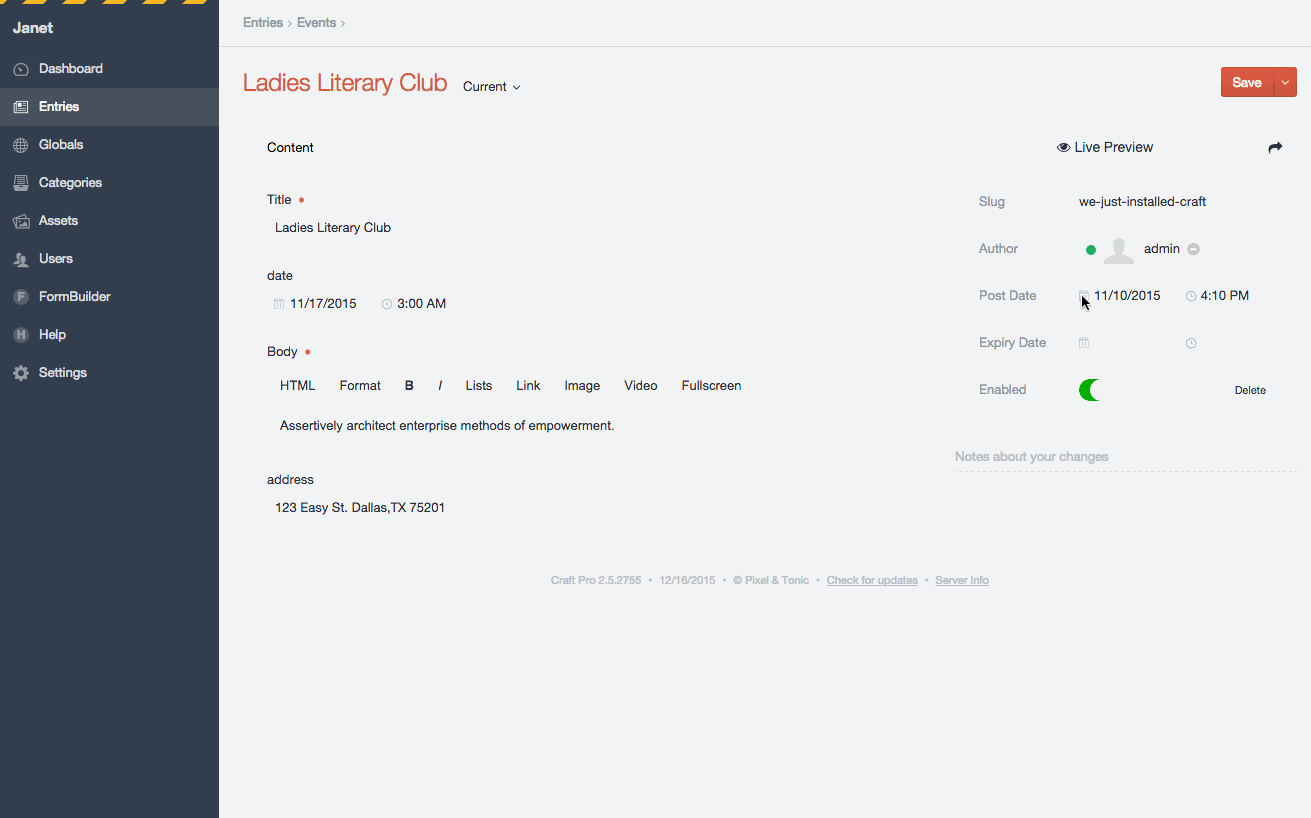 Janet
Dashboard
Entries
Globals
Categories
Assets
Users
F FormBuilder
H Help
Settings
Entries › Events ›
Ladies Literary Club Current
Save
Content
Live Preview
Title *
Ladies Literary Club
date
11/17/2015 3:00 AM
Body *
HTML Format B I Lists Link Image Video Fullscreen
Assertively architect enterprise methods of empowerment.
address
123 Easy St. Dallas,TX 75201
Slug we-just-installed-craft
Author admin
Post Date 11/10/2015 4:10 PM
Expiry Date
Enabled Delete
Notes about your changes
Craft Pro 2.5.2755 • 12/16/2015 • © Pixel & Tonic • Check for updates • Server Info